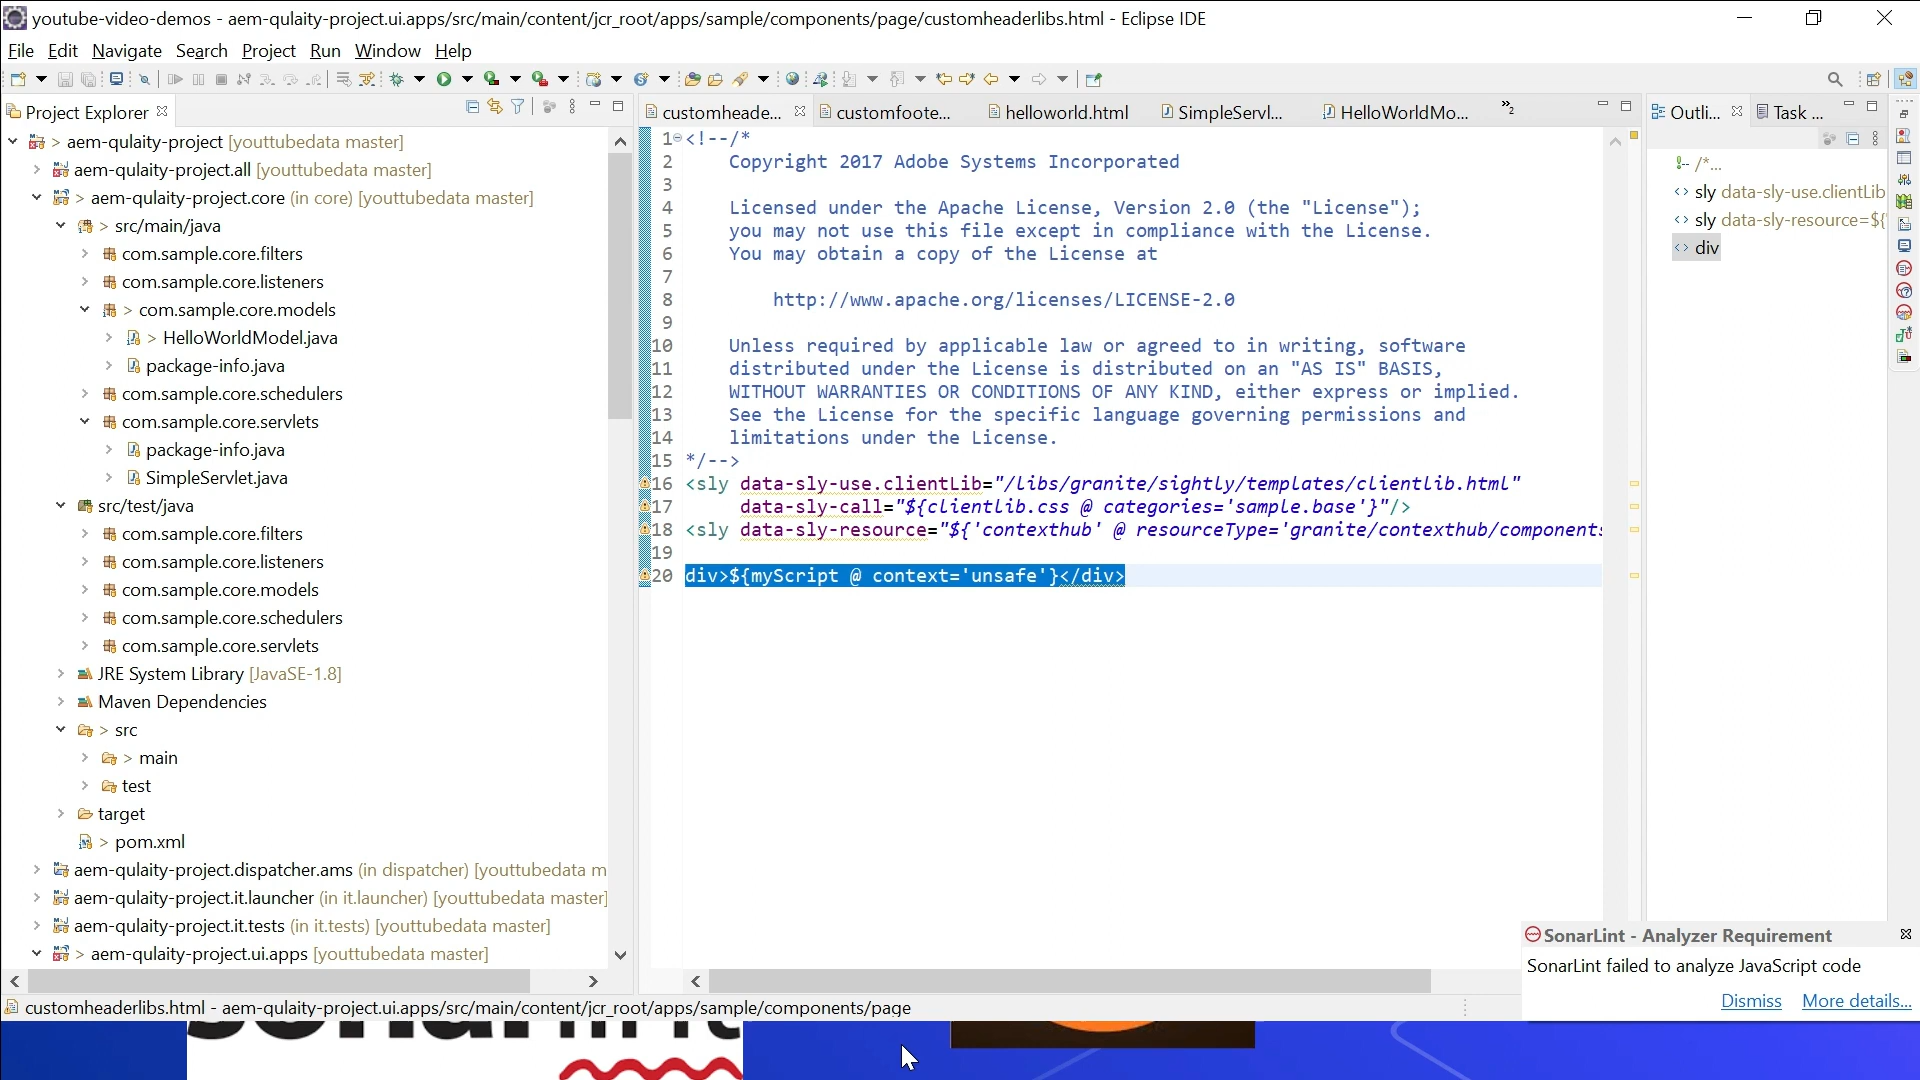 youtube-video-demos - aem-qulaity-project.ui.apps/src/main/content/jcr_root/apps/sample/components/page/customheaderlibs.html - Eclipse IDE
File Edit Navigate Search Project Run Window Help
Project Explorer
> aem-qulaity-project [youttubedata master]
aem-qulaity-project.all [youttubedata master]
> aem-qulaity-project.core (in core) [youttubedata master]
> src/main/java
com.sample.core.filters
com.sample.core.listeners
> com.sample.core.models
> HelloWorldModel.java
package-info.java
com.sample.core.schedulers
com.sample.core.servlets
package-info.java
SimpleServlet.java
src/test/java
com.sample.core.filters
com.sample.core.listeners
com.sample.core.models
com.sample.core.schedulers
com.sample.core.servlets
JRE System Library [JavaSE-1.8]
Maven Dependencies
> src
> main
test
target
> pom.xml
aem-qulaity-project.dispatcher.ams (in dispatcher) [youttubedata m
aem-qulaity-project.it.launcher (in it.launcher) [youttubedata master]
aem-qulaity-project.it.tests (in it.tests) [youttubedata master]
> aem-qulaity-project.ui.apps [youttubedata master]
customheade... customfoote... helloworld.html SimpleServl... HelloWorldMo... »2
1 <!--/*
2 Copyright 2017 Adobe Systems Incorporated
3
4 Licensed under the Apache License, Version 2.0 (the "License");
5 you may not use this file except in compliance with the License.
6 You may obtain a copy of the License at
7
8 http://www.apache.org/licenses/LICENSE-2.0
9
10 Unless required by applicable law or agreed to in writing, software
11 distributed under the License is distributed on an "AS IS" BASIS,
12 WITHOUT WARRANTIES OR CONDITIONS OF ANY KIND, either express or implied.
13 See the License for the specific language governing permissions and
14 limitations under the License.
15 */-->
16 <sly data-sly-use.clientLib="/libs/granite/sightly/templates/clientlib.html"
17 data-sly-call="${clientlib.css @ categories='sample.base'}"/>
18 <sly data-sly-resource="${'contexthub' @ resourceType='granite/contexthub/components
19
20 div>${myScript @ context='unsafe'}</div>
Outli... Task ...
!-- /*...
<> sly data-sly-use.clientLib
<> sly data-sly-resource=${'
<> div
SonarLint - Analyzer Requirement
SonarLint failed to analyze JavaScript code
Dismiss More details...
customheaderlibs.html - aem-qulaity-project.ui.apps/src/main/content/jcr_root/apps/sample/components/page